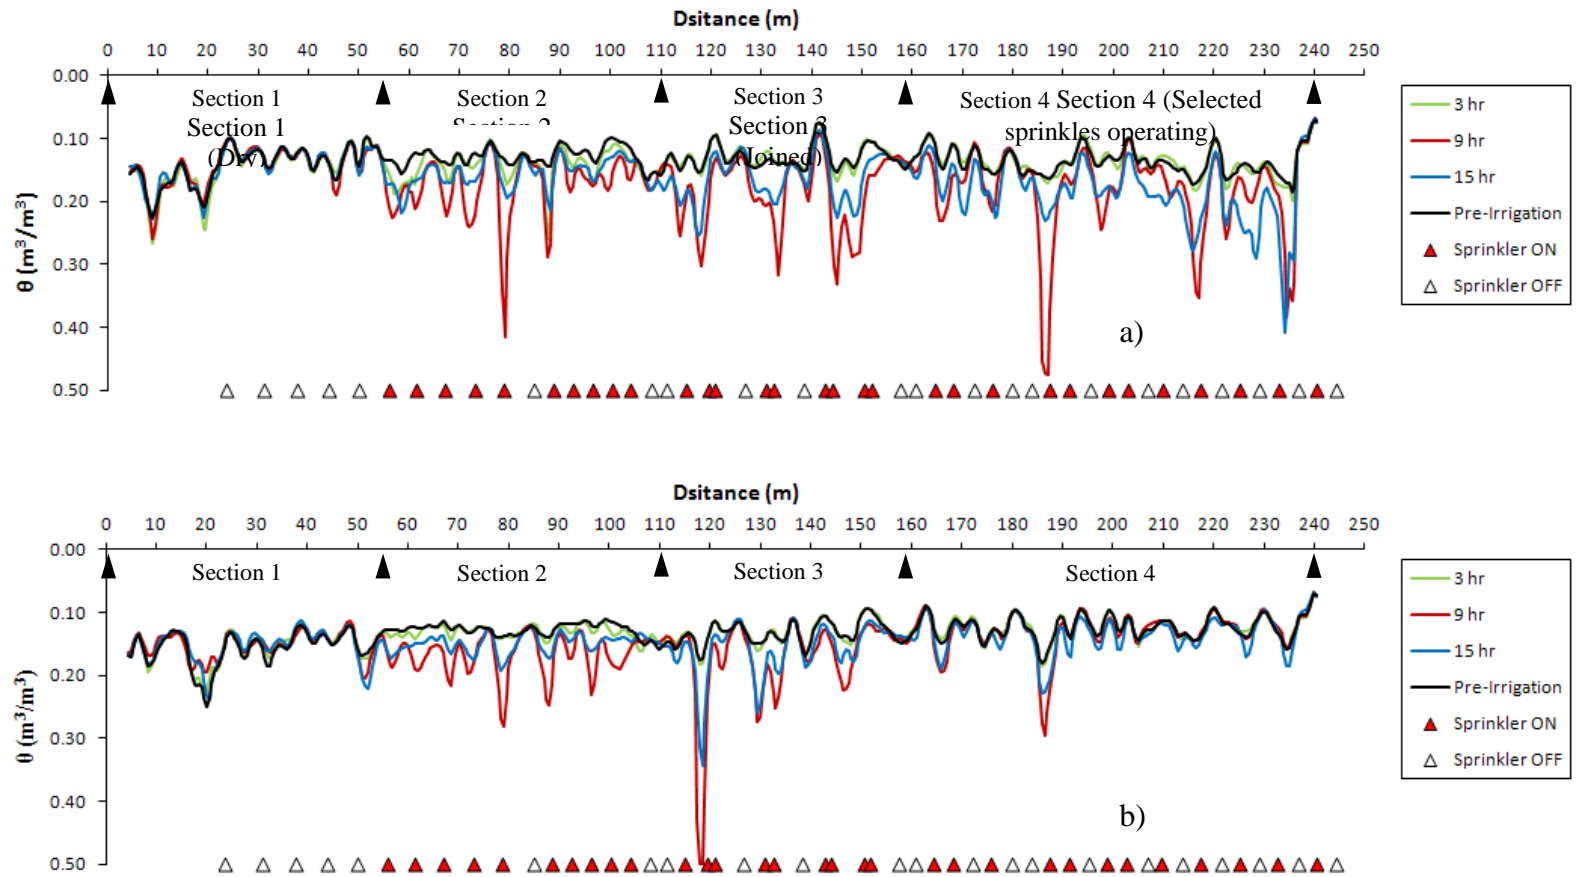 Dsitance (m)
0 10 20 30 40 50 60 70 80 90 100 110 120 130 140 150 160 170 180 190 200 210 220 230 240 250
0.00
0.10
0.20
0.30
0.40
0.50
θ (m³/m³)
Section 1
Section 1
(Dry)
Section 2
Section 2
Section 3
Section 3
(Joined)
Section 4 Section 4 (Selected
sprinkles operating)
a)
3 hr
9 hr
15 hr
Pre-Irrigation
Sprinkler ON
Sprinkler OFF
Dsitance (m)
0 10 20 30 40 50 60 70 80 90 100 110 120 130 140 150 160 170 180 190 200 210 220 230 240 250
0.00
0.10
0.20
0.30
0.40
0.50
θ (m³/m³)
Section 1
Section 2
Section 3
Section 4
b)
3 hr
9 hr
15 hr
Pre-Irrigation
Sprinkler ON
Sprinkler OFF